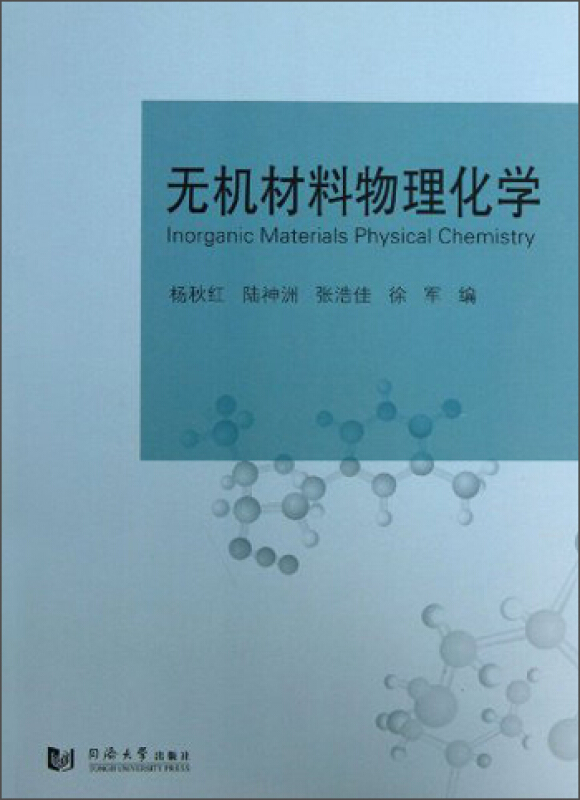 无机材料物理化学
Inorganic Materials Physical Chemistry
杨秋红 陆神洲 张浩佳 徐 军 编
同济大学出版社
TONGJI UNIVERSITY PRESS